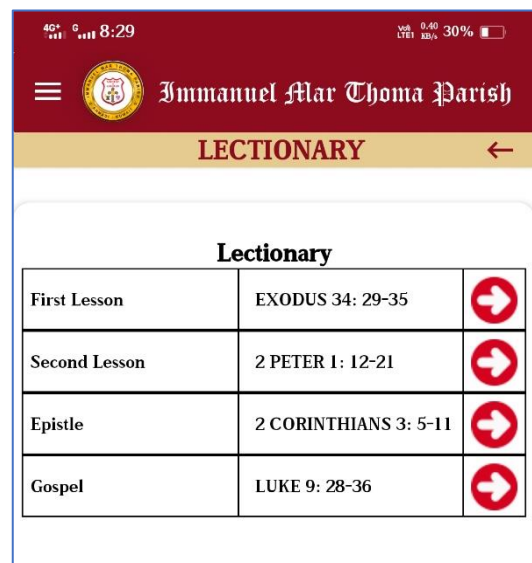 4G+ G 8:29 Vo) LTE1 0.40 KB/s 30%
Immanuel Mar Thoma Parish
LECTIONARY
Lectionary
First Lesson EXODUS 34: 29-35
Second Lesson 2 PETER 1: 12-21
Epistle 2 CORINTHIANS 3: 5-11
Gospel LUKE 9: 28-36